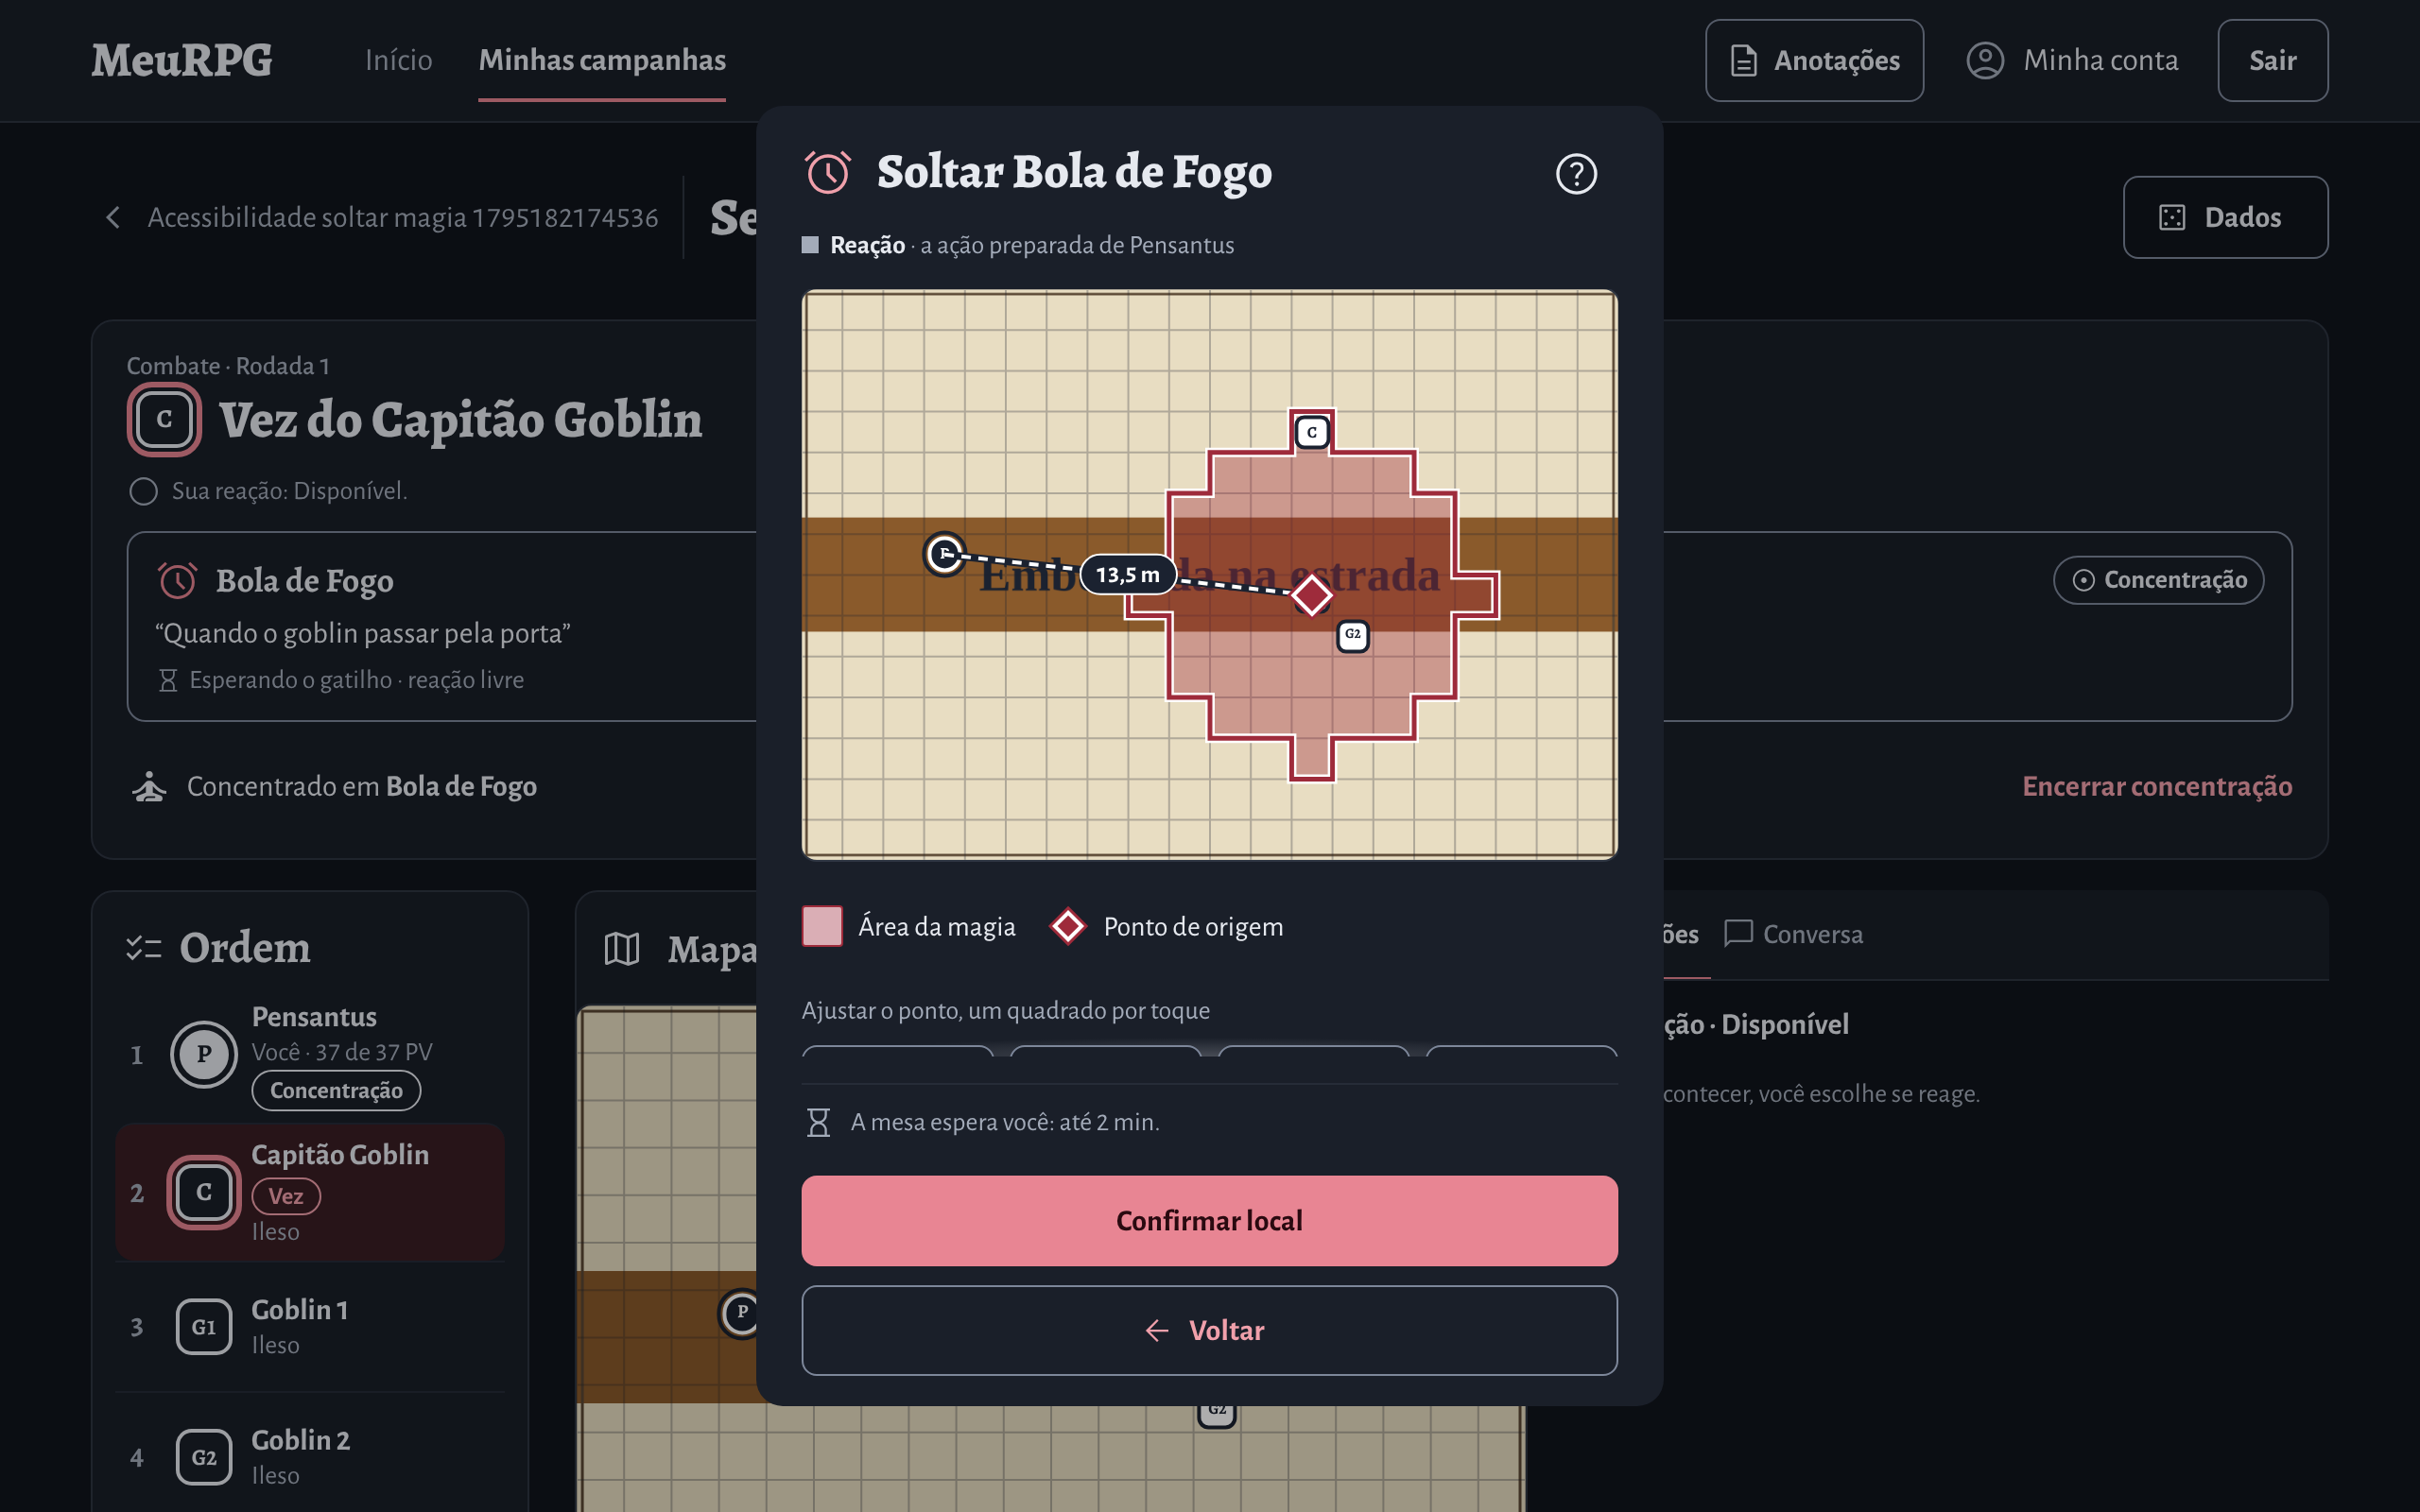 MeuRPG
Início
Minhas campanhas
Anotações
Minha conta
Sair
Acessibilidade soltar magia 1795182174536
Dados
Combate · Rodada 1
C
Vez do Capitão Goblin
Sua reação: Disponível.
Bola de Fogo
“Quando o goblin passar pela porta”
Esperando o gatilho · reação livre
Concentração
Concentrado em Bola de Fogo
Encerrar concentração
Ordem
1
P
Pensantus
Você · 37 de 37 PV
Concentração
2
C
Capitão Goblin
Vez
Ileso
3
G1
Goblin 1
Ileso
4
G2
Goblin 2
Ileso
Mapa
P
G2
Conversa
· Disponível
você escolhe se reage.
Soltar Bola de Fogo
Reação · a ação preparada de Pensantus
C
13,5 m
na estrada
G2
Área da magia
Ponto de origem
Ajustar o ponto, um quadrado por toque
A mesa espera você: até 2 min.
Confirmar local
Voltar